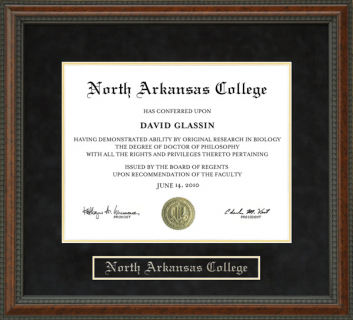 North Arkansas College
HAS CONFERRED UPON
DAVID GLASSIN
HAVING DEMONSTRATED ABILITY BY ORIGINAL RESEARCH IN BIOLOGY
THE DEGREE OF DOCTOR OF PHILOSOPHY
WITH ALL THE RIGHTS AND PRIVILEGES THERETO PERTAINING
ISSUED BY THE BOARD OF REGENTS
UPON RECOMMENDATION OF THE FACULTY
JUNE 14, 2010
PROVOST
PRESIDENT
North Arkansas College